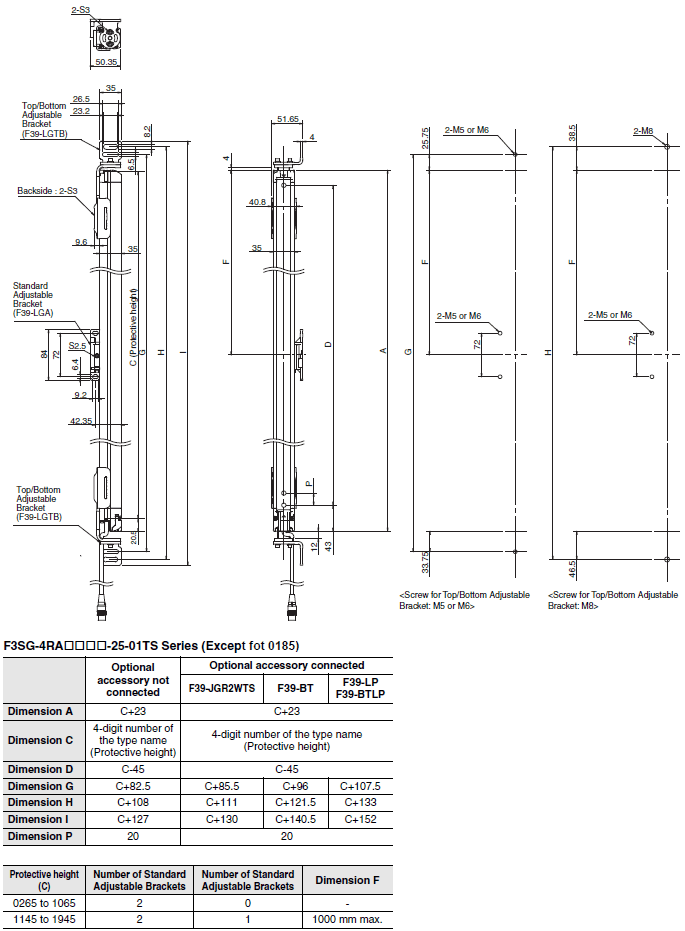 2-S3
50.35
35
26.5
23.2
8.2
6.5
Top/Bottom
Adjustable
Bracket
(F39-LGTB)
Backside : 2-S3
9.6
35
Standard
Adjustable
Bracket
(F39-LGA)
84
72
S2.5
6.4
9.2
42.35
C (Protective height)
G
H
I
Top/Bottom
Adjustable
Bracket
(F39-LGTB)
20.5
51.65
4
4
40.8
35
F
D
A
P
12
43
25.75
2-M5 or M6
F
2-M5 or M6
72
G
33.75
38.5
2-M8
F
2-M5 or M6
72
H
46.5
<Screw for Top/Bottom Adjustable
Bracket: M5 or M6>
<Screw for Top/Bottom Adjustable
Bracket: M8>
F3SG-4RA□□□□-25-01TS Series (Except fot 0185)
Optional accessory not connected
Optional accessory connected
F39-JGR2WTS
F39-BT
F39-LP
F39-BTLP
Dimension A C+23 C+23
Dimension C 4-digit number of the type name (Protective height) 4-digit number of the type name (Protective height)
Dimension D C-45 C-45
Dimension G C+82.5 C+85.5 C+96 C+107.5
Dimension H C+108 C+111 C+121.5 C+133
Dimension I C+127 C+130 C+140.5 C+152
Dimension P 20 20
Protective height (C) Number of Standard Adjustable Brackets Number of Standard Adjustable Brackets Dimension F
0265 to 1065 2 0 -
1145 to 1945 2 1 1000 mm max.